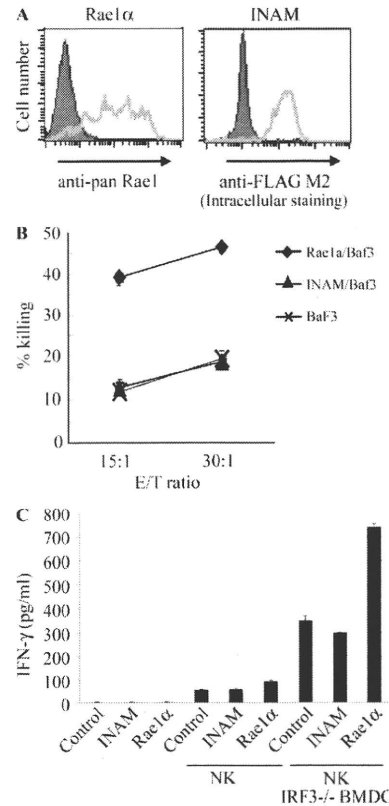 A
Rae1α
INAM
Cell number
anti-pan Rae1
anti-FLAG M2
(Intracellular staining)
B
50
40
30
20
10
0
% killing
15:1
30:1
E/T ratio
Rae1a/Baf3
INAM/Baf3
BaF3
C
800
700
600
500
400
300
200
100
0
IFN-γ (pg/ml)
Control
INAM
Rae1α
Control
INAM
Rae1α
Control
INAM
Rae1α
NK
NK
IRF3-/- BMDC